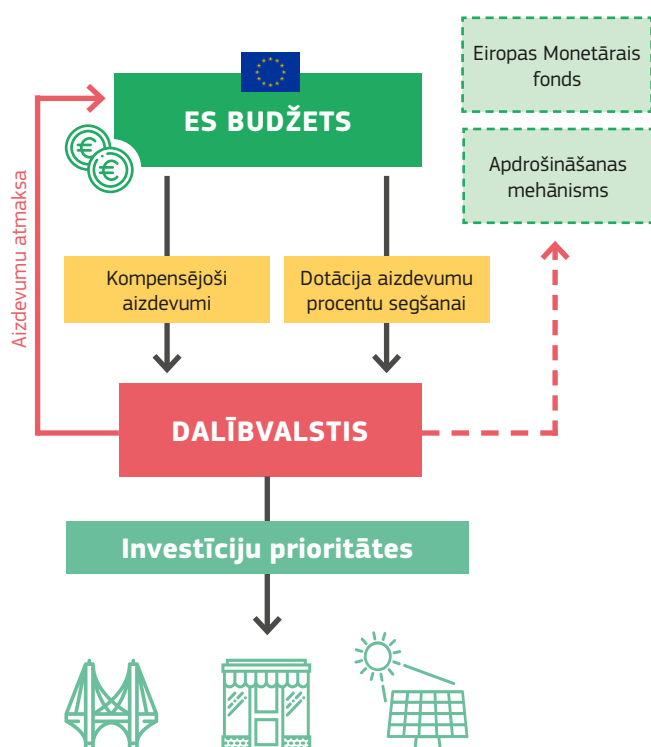 Eiropas Monetārais
fonds
ES BUDŽETS
Apdrošināšanas
mehānisms
Aizdevumu atmaksa
Kompensējoši
aizdevumi
Dotācija aizdevumu
procentu segšanai
DALĪBVALSTIS
Investīciju prioritātes